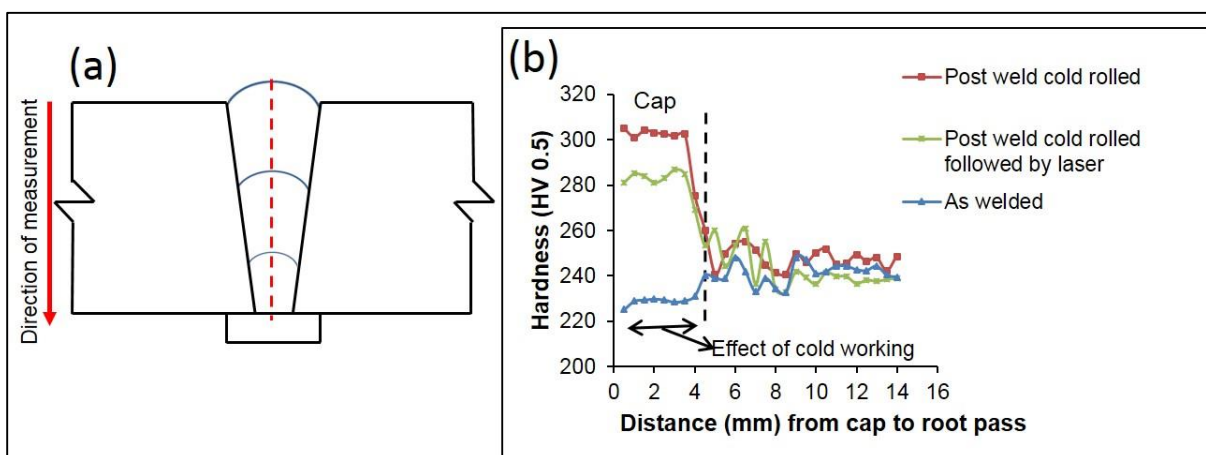 (a)
Direction of measurement
(b)
Post weld cold rolled
Post weld cold rolled
followed by laser
As welded
Cap
Hardness (HV 0.5)
320
300
280
260
240
220
200
Effect of cold working
0 2 4 6 8 10 12 14 16
Distance (mm) from cap to root pass